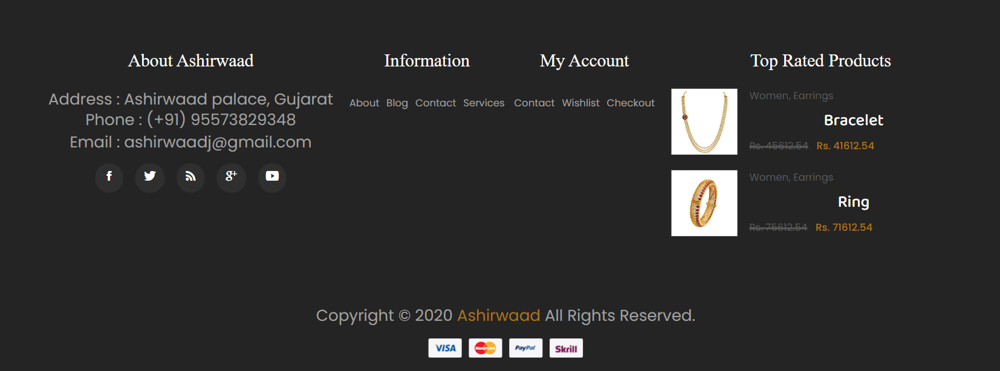 About Ashirwaad
Address : Ashirwaad palace, Gujarat
Phone : (+91) 95573829348
Email : ashirwaadj@gmail.com
f
g+
Information
About Blog Contact Services
My Account
Contact Wishlist Checkout
Top Rated Products
Women, Earrings
Bracelet
Rs. 45612.54 Rs. 41612.54
Women, Earrings
Ring
Rs. 75612.54 Rs. 71612.54
Copyright © 2020 Ashirwaad All Rights Reserved.
VISA MasterCard PayPal Skrill